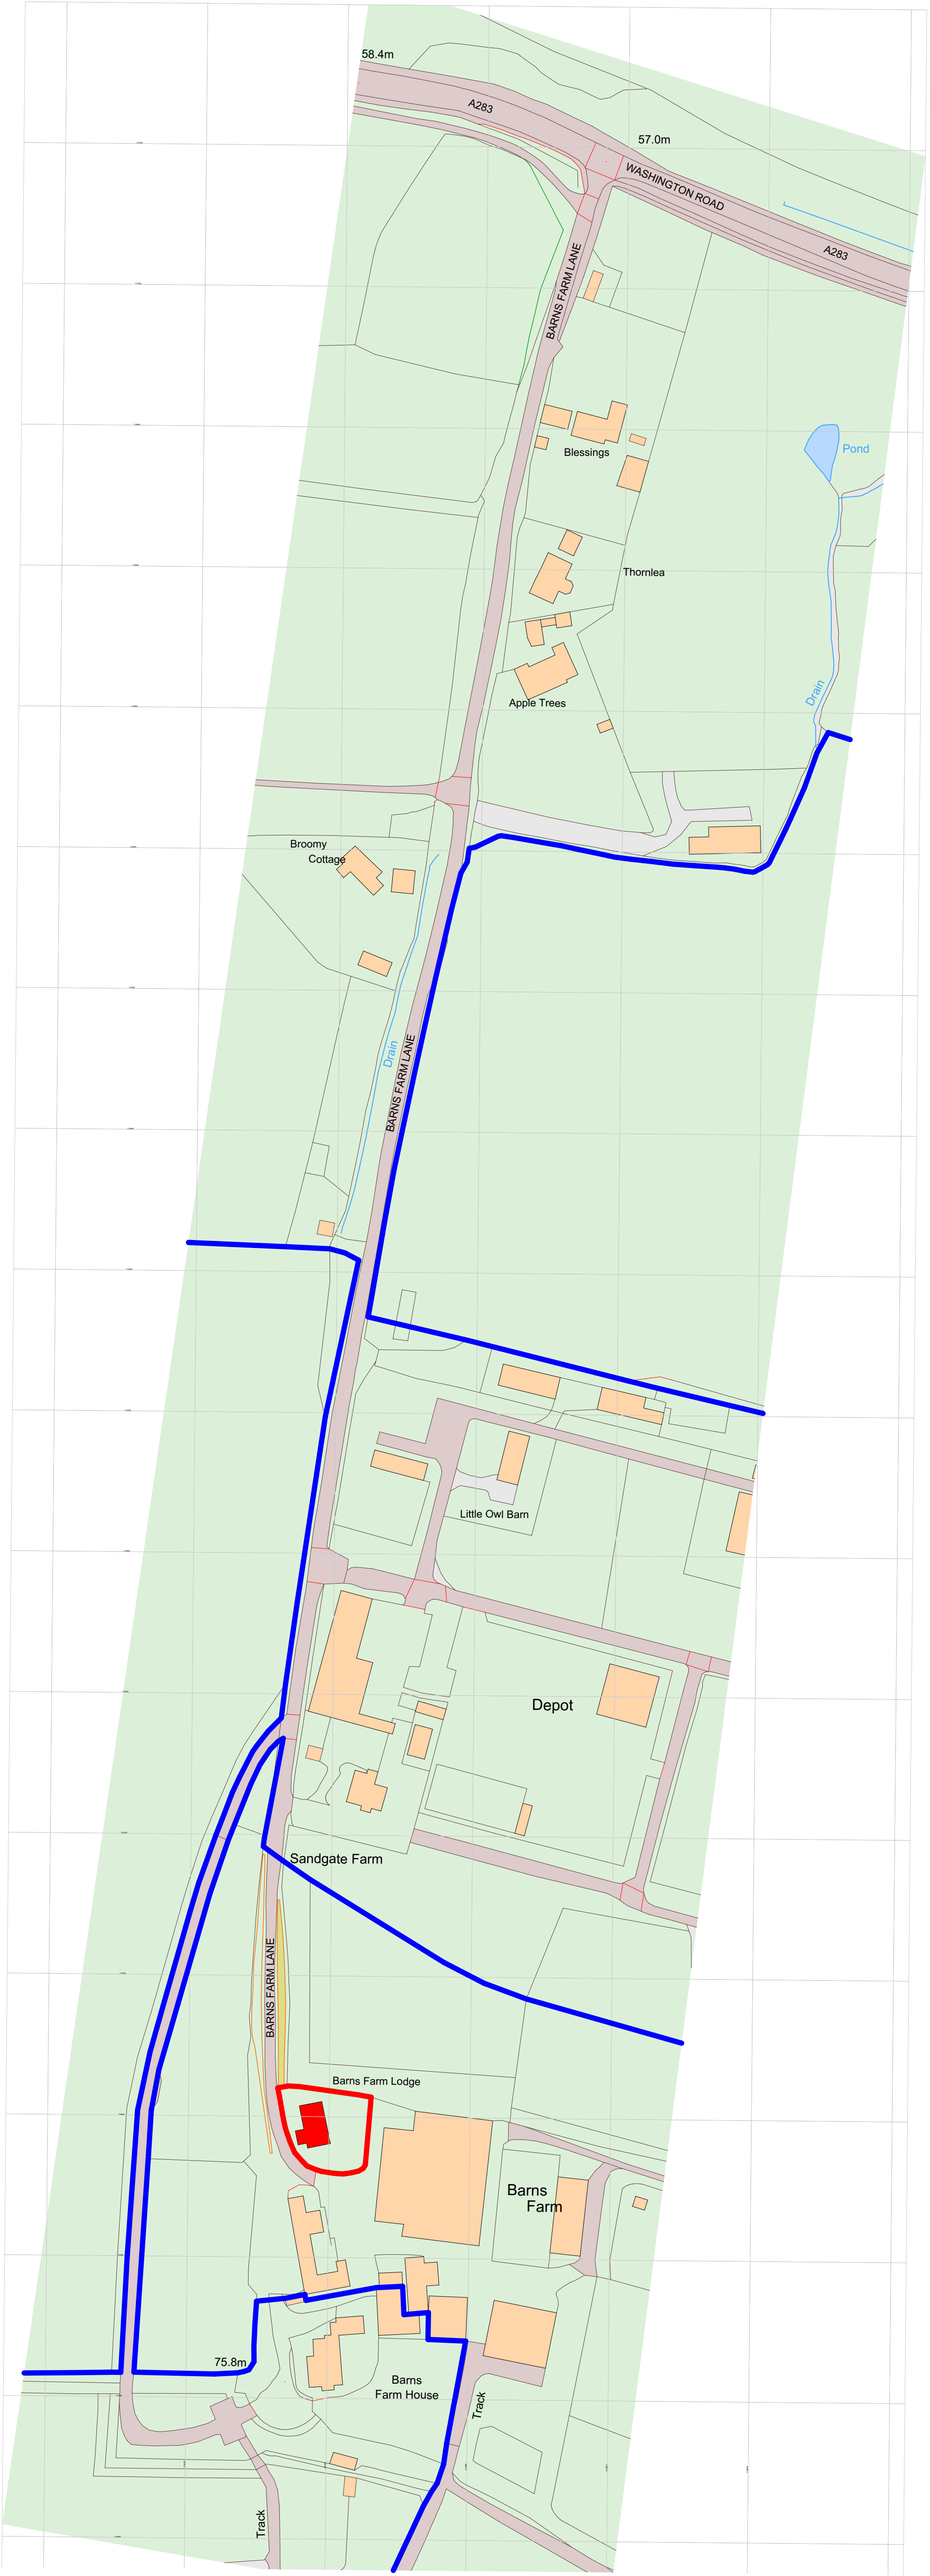 58.4m
A283
57.0m
WASHINGTON ROAD
A283
BARNS FARM LANE
Blessings
Pond
Thornlea
Drain
Apple Trees
Broomy
Cottage
Drain
BARNS FARM LANE
Little Owl Barn
Depot
Sandgate Farm
BARNS FARM LANE
Barns Farm Lodge
Barns
Farm
75.8m
Barns
Farm House
Track
Track